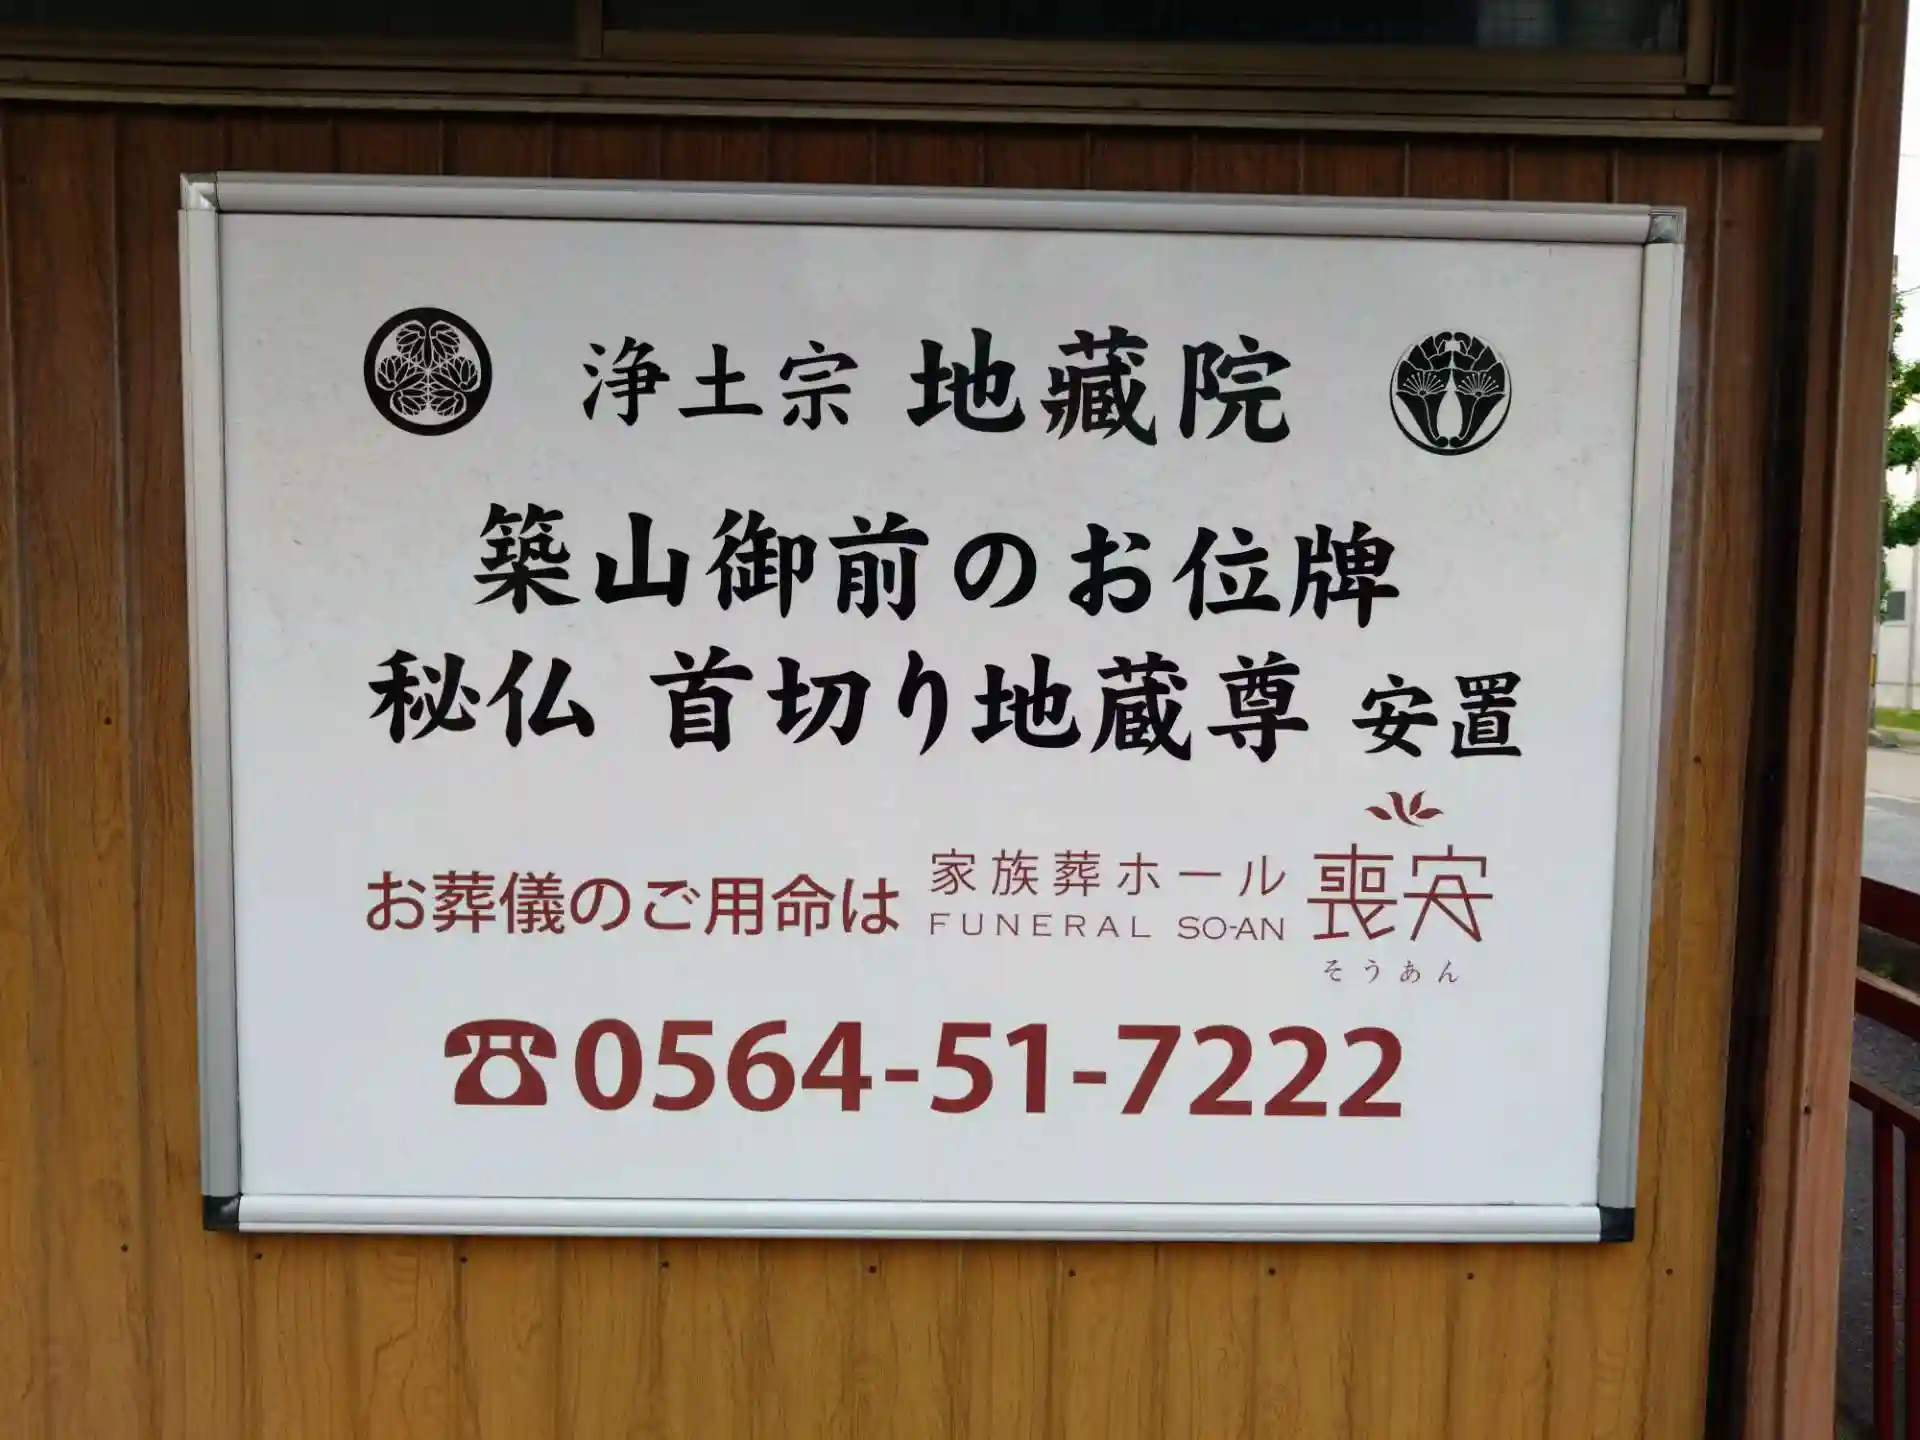 浄土宗 地藏院
築山御前のお位牌
秘仏 首切り地蔵尊 安置
お葬儀のご用命は 家族葬ホール 喪安
FUNERAL SO-AN
そうあん
☎0564-51-7222